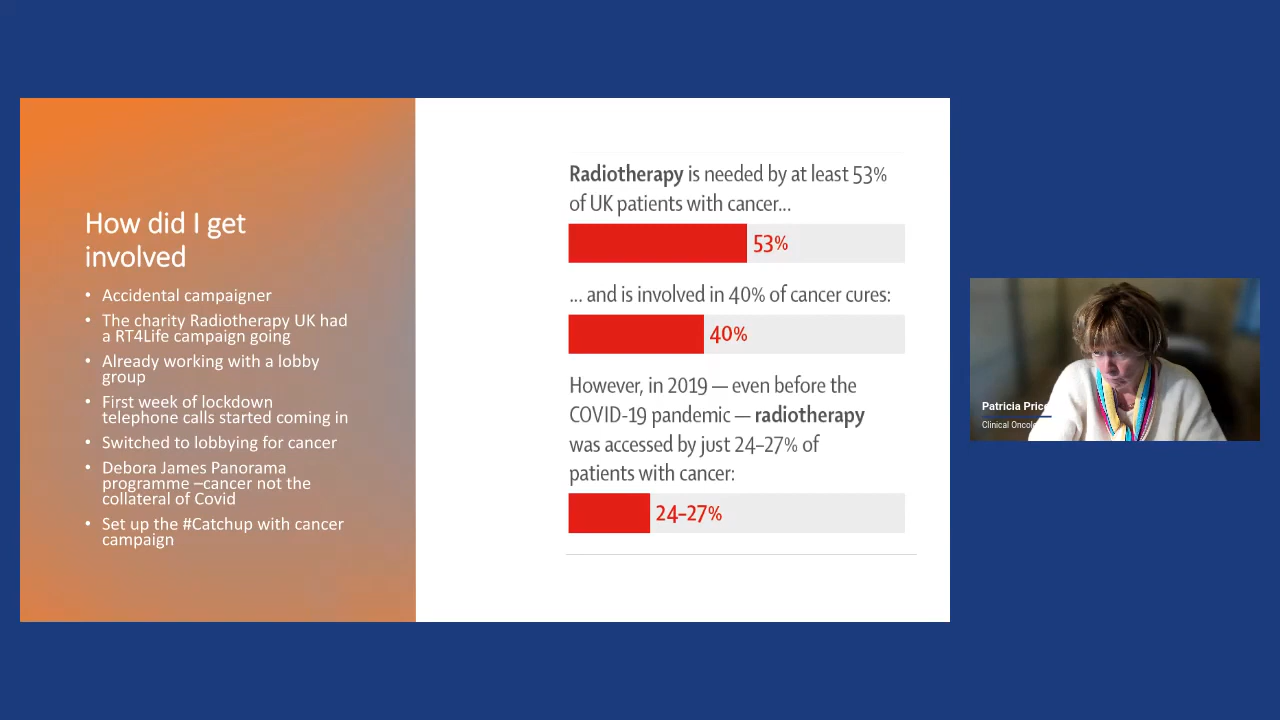 How did I get
involved
• Accidental campaigner
• The charity Radiotherapy UK had
a RT4Life campaign going
• Already working with a lobby
group
• First week of lockdown
telephone calls started coming in
• Switched to lobbying for cancer
• Debora James Panorama
programme –cancer not the
collateral of Covid
• Set up the #Catchup with cancer
campaign
Radiotherapy is needed by at least 53%
of UK patients with cancer...
53%
... and is involved in 40% of cancer cures:
40%
However, in 2019 — even before the
COVID-19 pandemic — radiotherapy
was accessed by just 24–27% of
patients with cancer:
24–27%
Patricia Price
Clinical